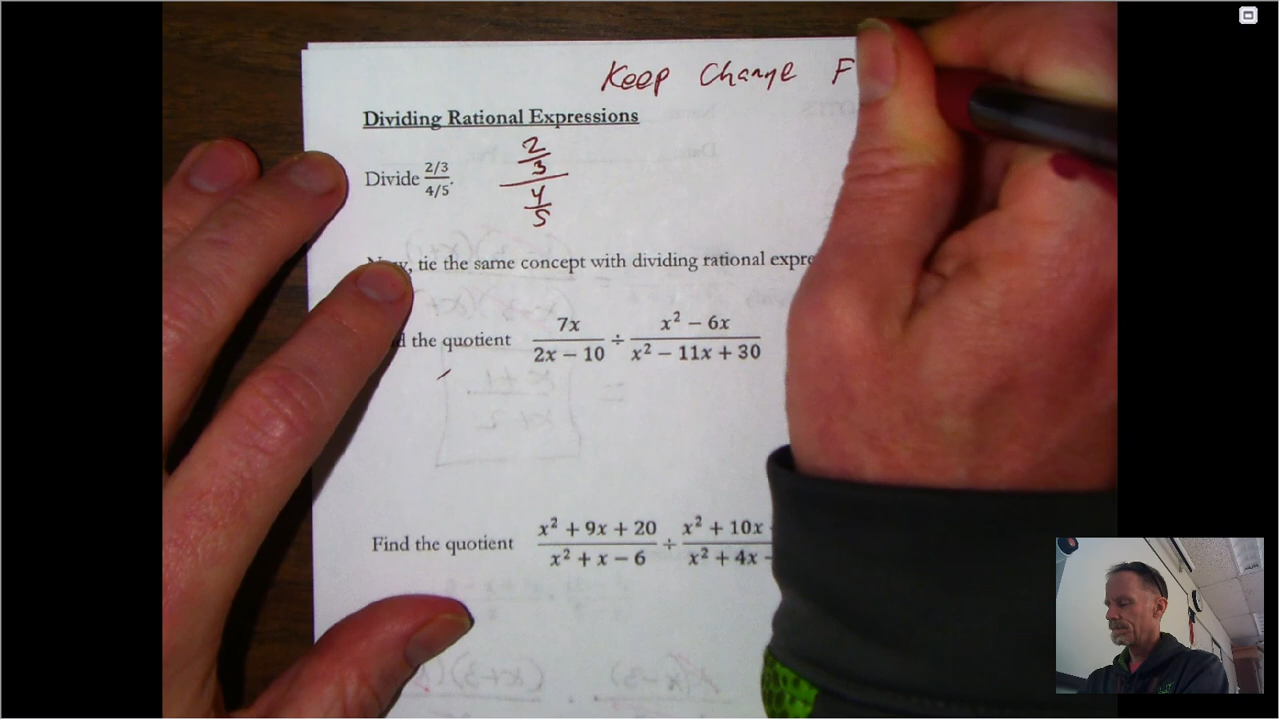 Keep Change F
Dividing Rational Expressions
Divide 2/3 / 4/5.
2/3 / 4/5
, tie the same concept with dividing rational expre
the quotient 7x / 2x − 10 ÷ x² − 6x / x² − 11x + 30
Find the quotient x² + 9x + 20 / x² + x − 6 ÷ x² + 10x / x² + 4x